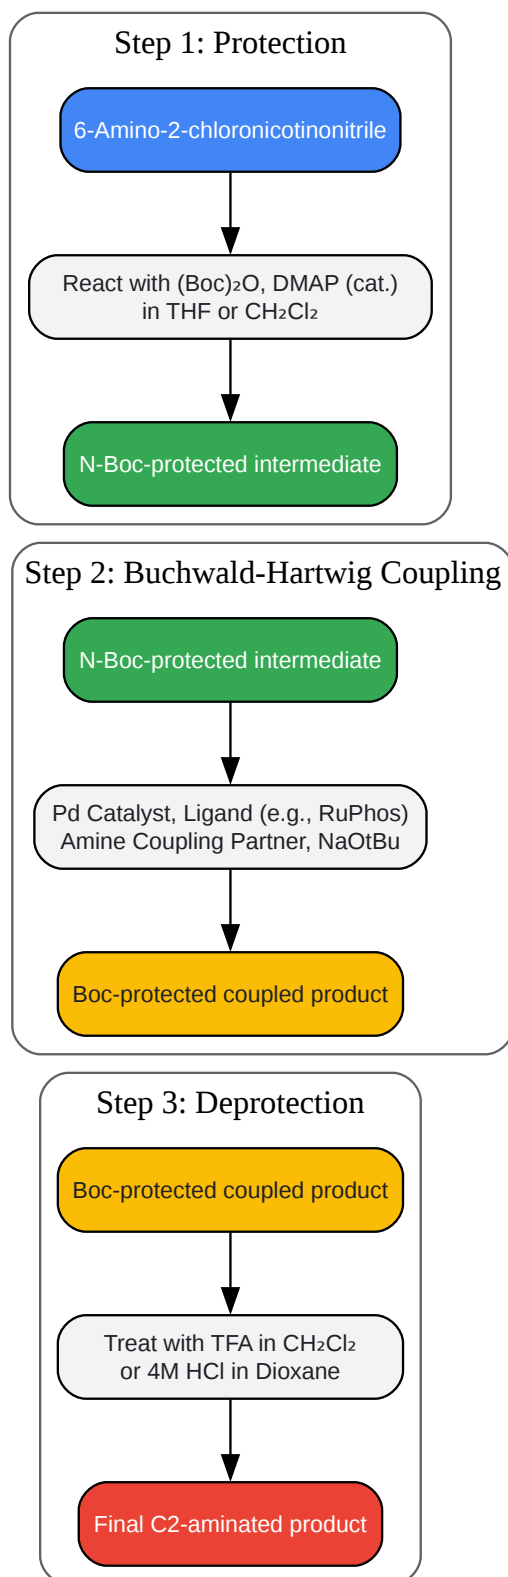 Step 1: Protection
6-Amino-2-chloronicotinonitrile
React with (Boc)₂O, DMAP (cat.)
in THF or CH₂Cl₂
N-Boc-protected intermediate
Step 2: Buchwald-Hartwig Coupling
N-Boc-protected intermediate
Pd Catalyst, Ligand (e.g., RuPhos)
Amine Coupling Partner, NaOtBu
Boc-protected coupled product
Step 3: Deprotection
Boc-protected coupled product
Treat with TFA in CH₂Cl₂
or 4M HCl in Dioxane
Final C2-aminated product